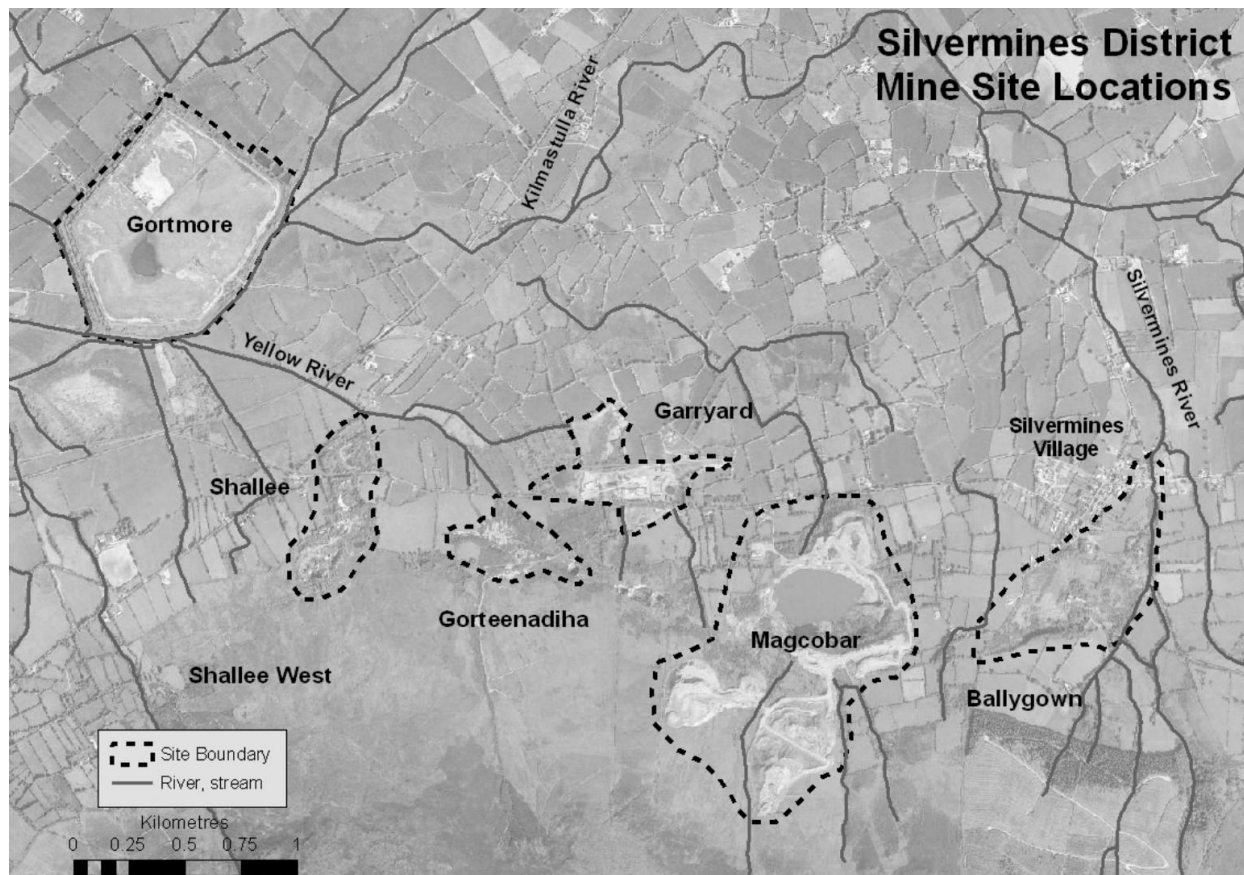 Silvermines District
Mine Site Locations
Kilmastulla River
Gortmore
Silvermines River
Yellow River
Garryard
Silvermines
Village
Shallee
Gorteenadiha
Magcobar
Shallee West
Ballygown
Site Boundary
River, stream
Kilometres
0 0.25 0.5 0.75 1